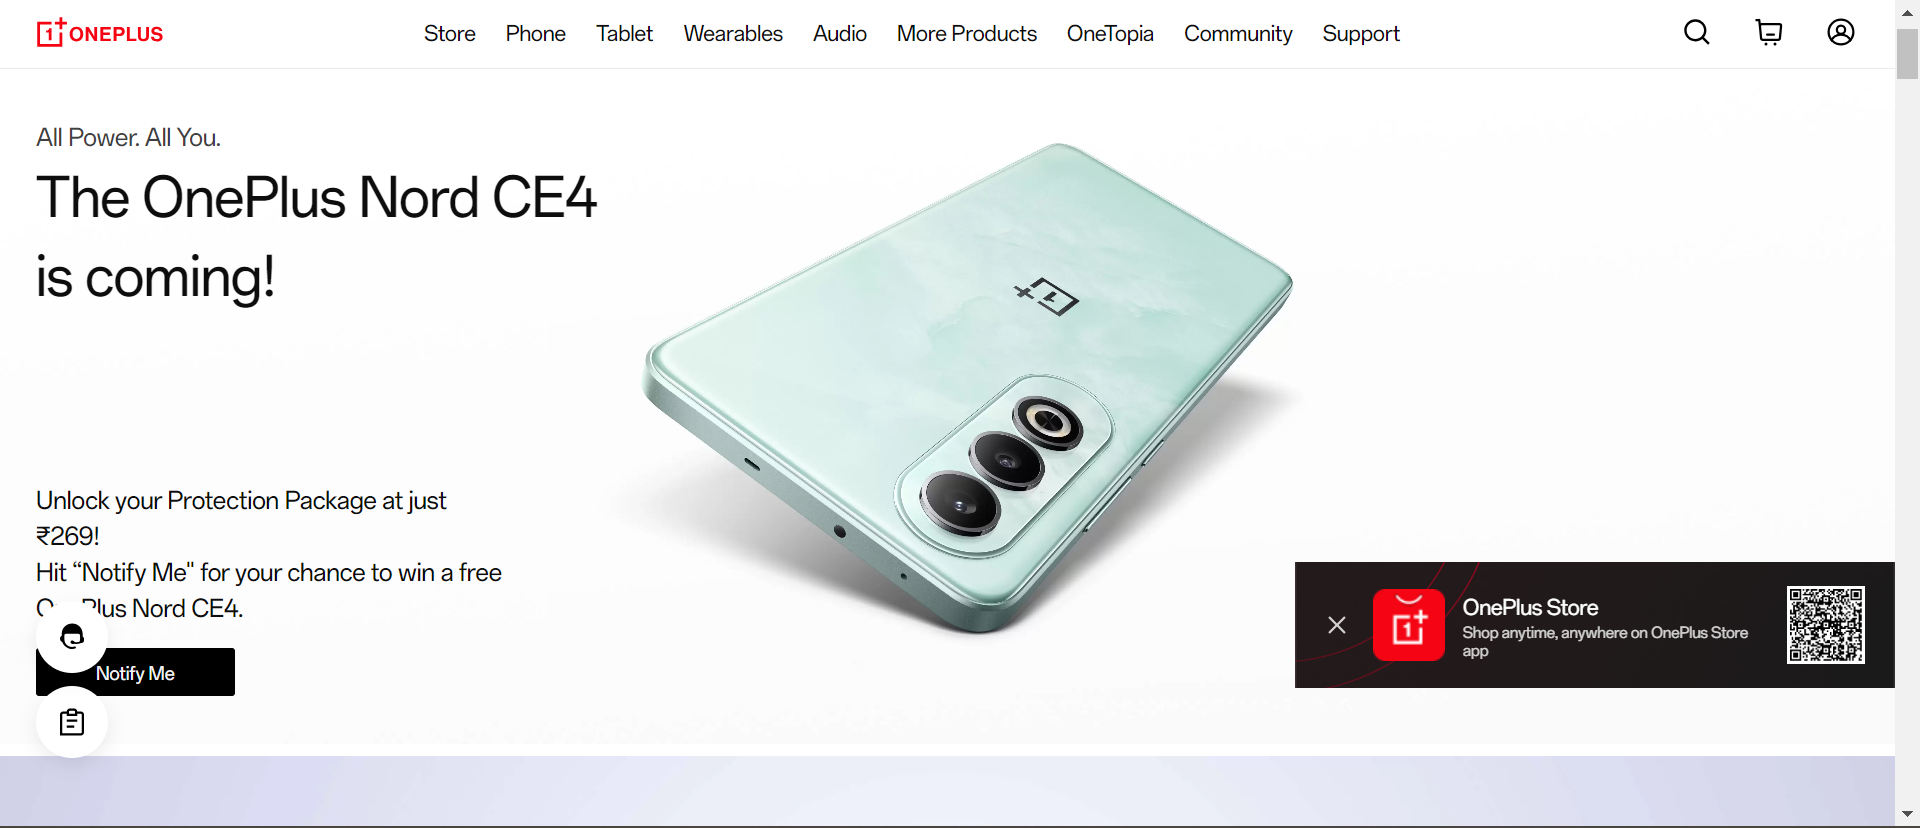 ONEPLUS
Store Phone Tablet Wearables Audio More Products OneTopia Community Support
All Power. All You.
The OnePlus Nord CE4
is coming!
Unlock your Protection Package at just
₹269!
Hit “Notify Me" for your chance to win a free
OnePlus Nord CE4.
Notify Me
OnePlus Store
Shop anytime, anywhere on OnePlus Store
app